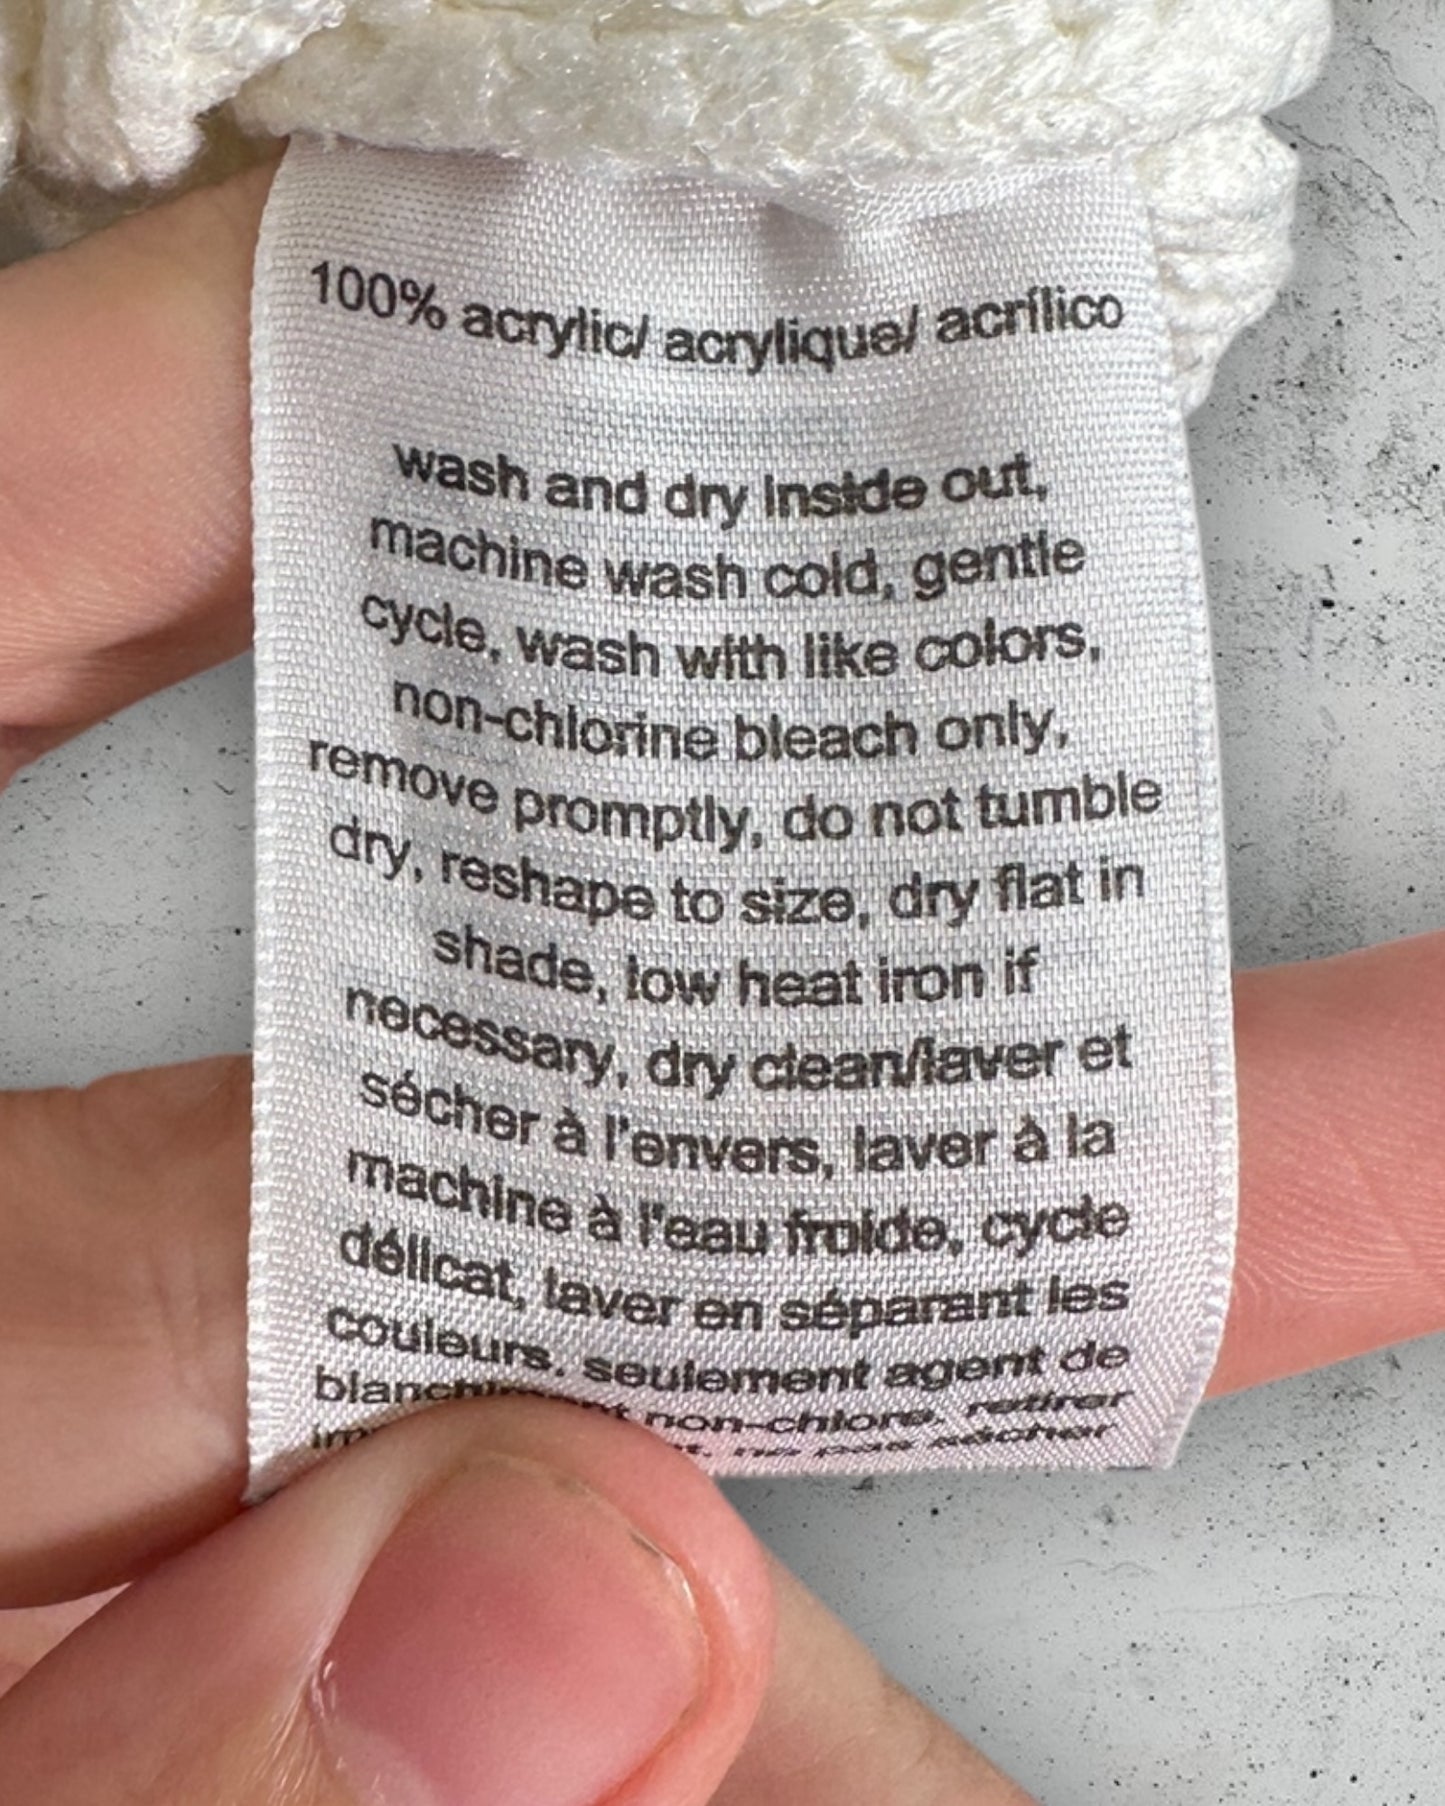 100% acrylic/ acrylique/ acrílico
wash and dry inside out,
machine wash cold, gentle
cycle, wash with like colors,
non-chlorine bleach only,
remove promptly, do not tumble
dry, reshape to size, dry flat in
shade, low heat iron if
necessary, dry clean/laver et
sécher à l'envers, laver à la
machine à l'eau froide, cycle
délicat, laver en séparant les
couleurs, seulement agent de
non-chlore, retirer
ne pas sécher